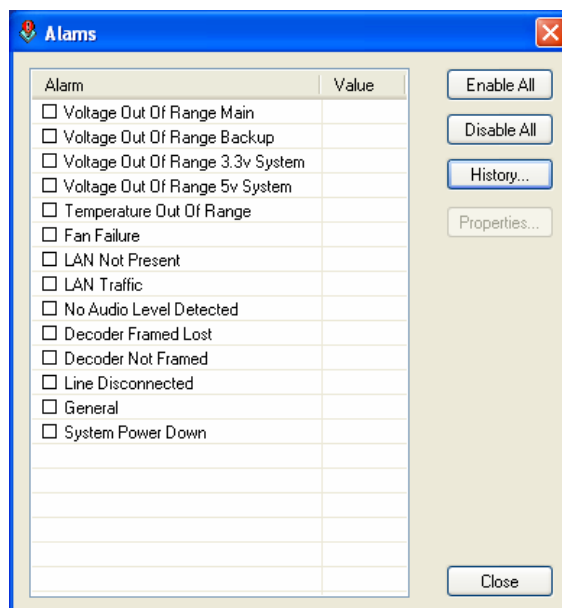 Alams
Alarm Value
Voltage Out Of Range Main
Voltage Out Of Range Backup
Voltage Out Of Range 3.3v System
Voltage Out Of Range 5v System
Temperature Out Of Range
Fan Failure
LAN Not Present
LAN Traffic
No Audio Level Detected
Decoder Framed Lost
Decoder Not Framed
Line Disconnected
General
System Power Down
Enable All
Disable All
History...
Properties...
Close